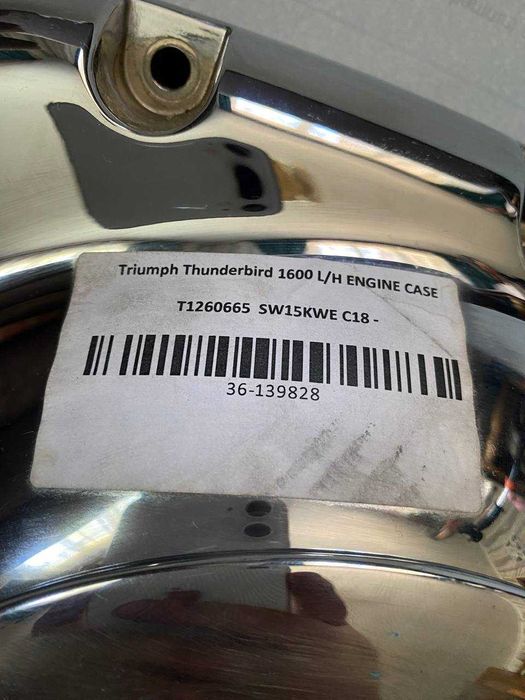 Triumph Thunderbird 1600 L/H ENGINE CASE
T1260665 SW15KWE C18 -
36-139828